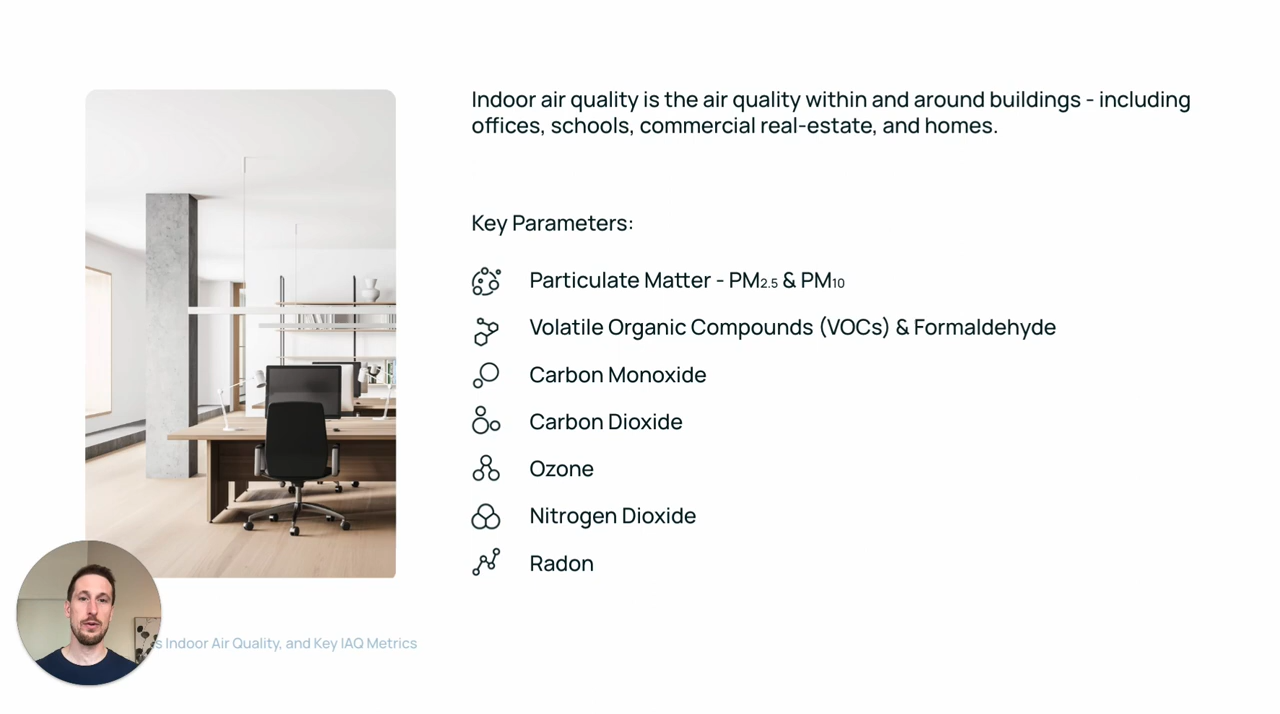 Indoor air quality is the air quality within and around buildings - including
offices, schools, commercial real-estate, and homes.
Key Parameters:
Particulate Matter - PM2.5 & PM10
Volatile Organic Compounds (VOCs) & Formaldehyde
Carbon Monoxide
Carbon Dioxide
Ozone
Nitrogen Dioxide
Radon
Indoor Air Quality, and Key IAQ Metrics